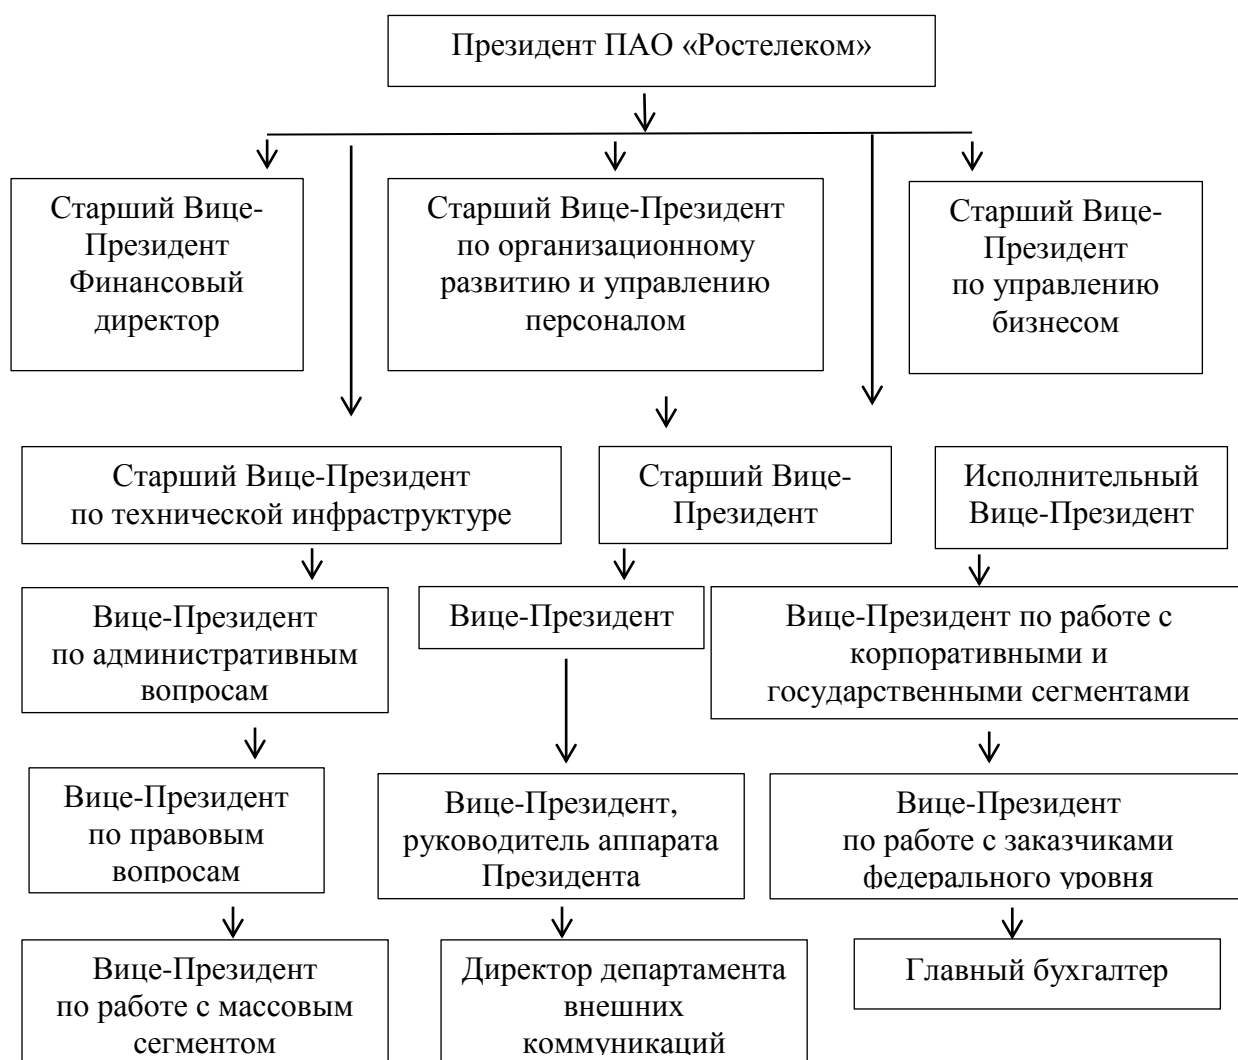 Президент ПАО «Ростелеком»
Старший Вице-
Президент
Финансовый
директор
Старший Вице-Президент
по организационному
развитию и управлению
персоналом
Старший Вице-
Президент
по управлению
бизнесом
Старший Вице-Президент
по технической инфраструктуре
Старший Вице-
Президент
Исполнительный
Вице-Президент
Вице-Президент
по административным
вопросам
Вице-Президент
Вице-Президент по работе с
корпоративными и
государственными сегментами
Вице-Президент
по правовым
вопросам
Вице-Президент,
руководитель аппарата
Президента
Вице-Президент
по работе с заказчиками
федерального уровня
Вице-Президент
по работе с массовым
сегментом
Директор департамента
внешних
коммуникаций
Главный бухгалтер